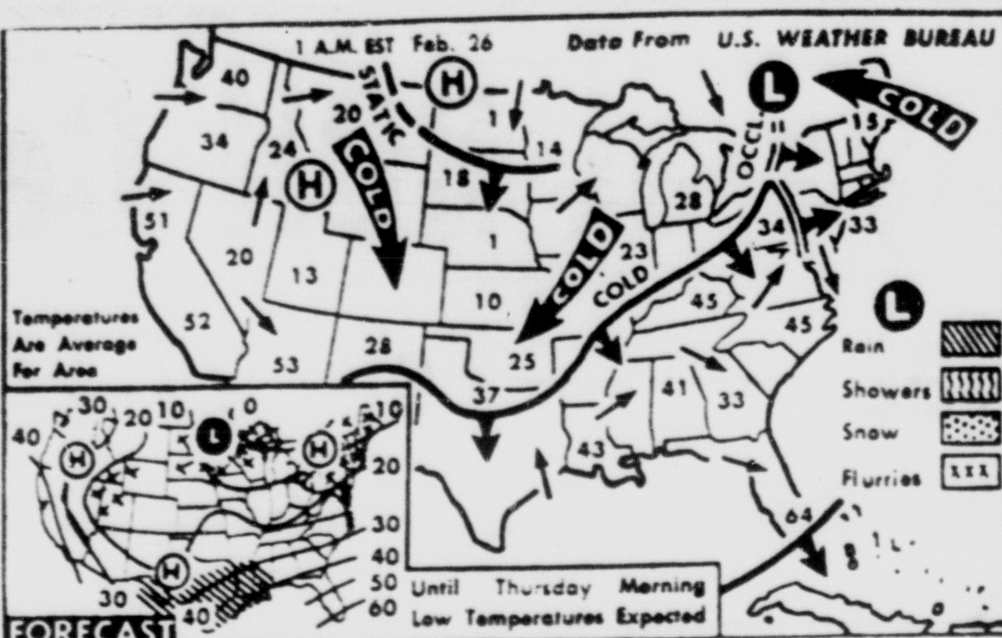 1 A.M. EST Feb. 26 Data From U.S. WEATHER BUREAU
40
STATIC
H
L
COLD
20
1
15
34
24
COLD
14
OCCL
H
18
28
51
34
33
20
1
COLD
23
13
COLD
10
45
L
Temperatures
Are Average
For Area
52
45
28
25
53
37
41
33
43
64
Rain
Showers
Snow
Flurries
xxx
30
20
10
0
10
40
H
L
H
20
30
H
40
50
30
40
60
FORECAST
Until Thursday Morning
Low Temperatures Expected